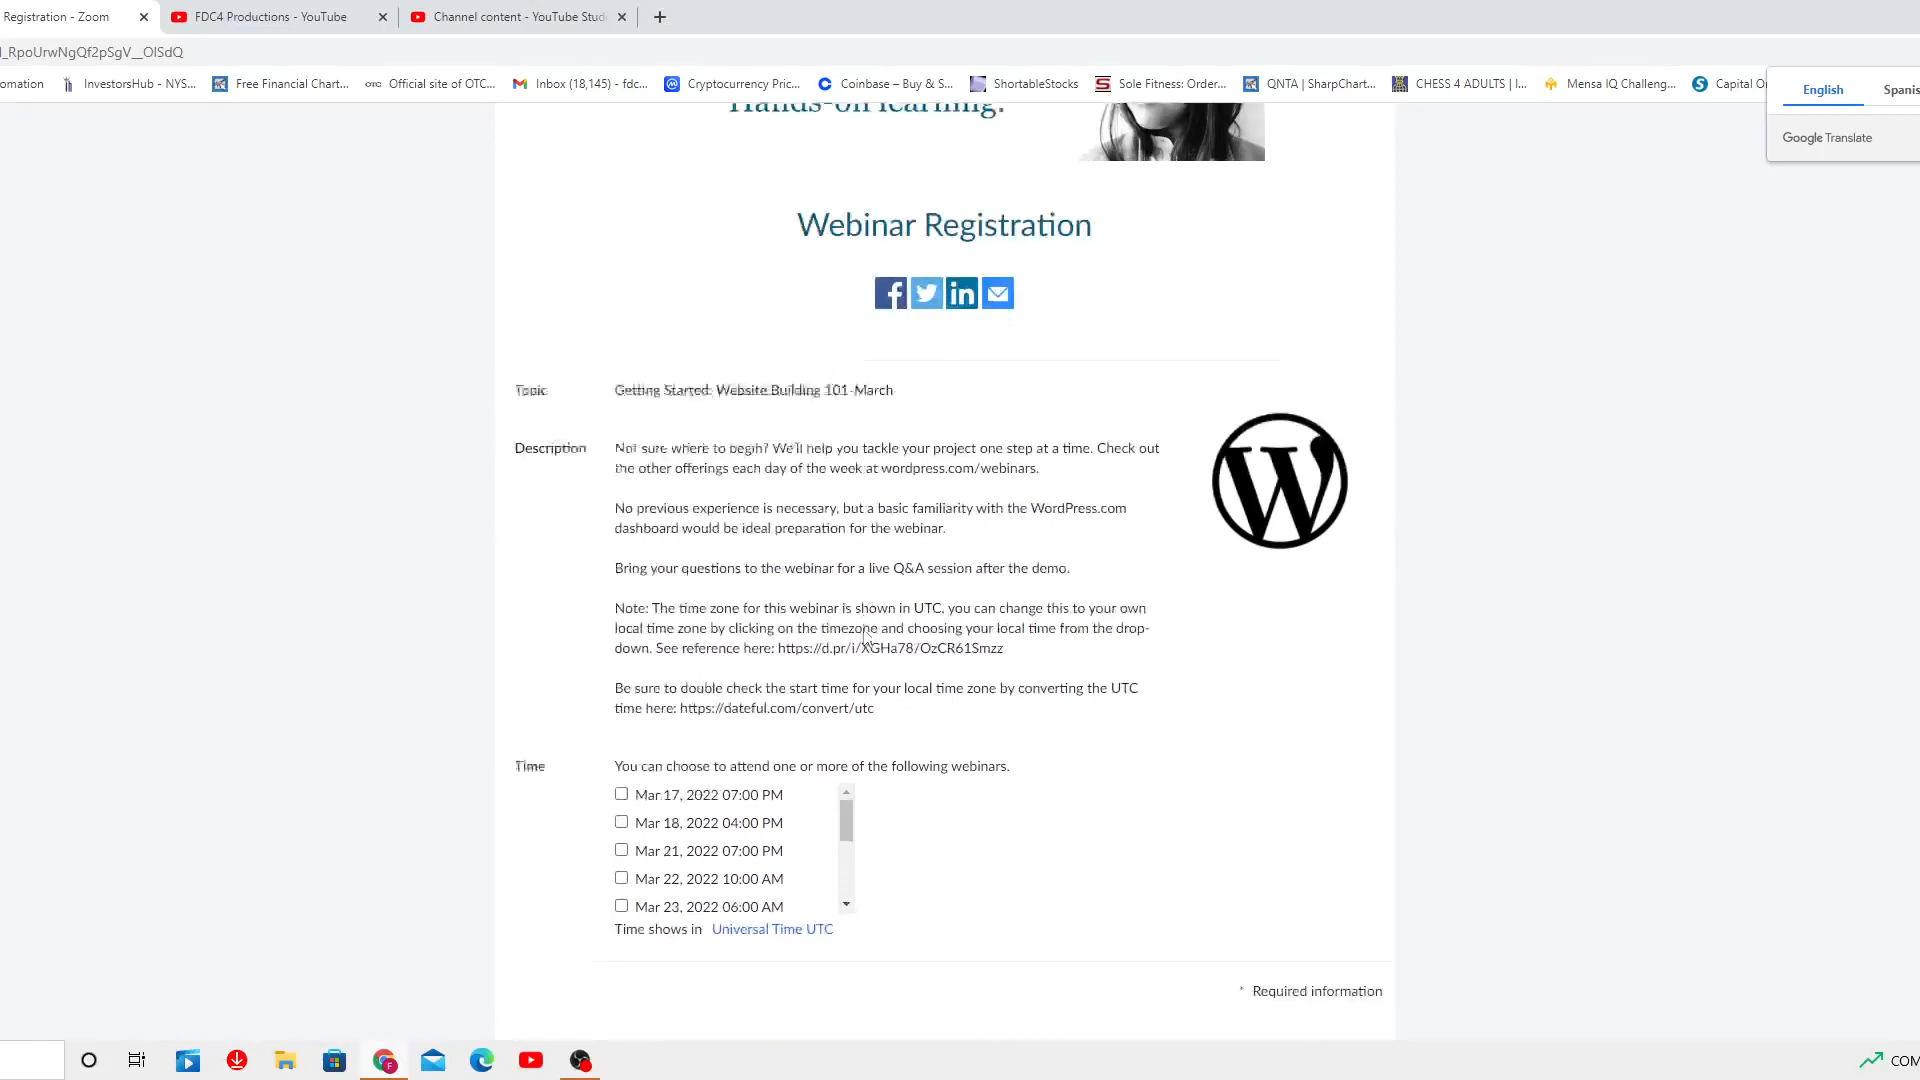 Registration - Zoom
FDC4 Productions - YouTube
Channel content - YouTube Stud
_RpoUrwNgQf2pSgV__OISdQ
omation
InvestorsHub - NYS...
Free Financial Chart...
OTC
Official site of OTC...
Inbox (18,145) - fdc...
Cryptocurrency Pric...
Coinbase – Buy & S...
ShortableStocks
Sole Fitness: Order...
QNTA | SharpChart...
CHESS 4 ADULTS | I...
Mensa IQ Challeng...
Capital O
English
Spanis
Google Translate
Hands-on learning.
Webinar Registration
Topic
Getting Started: Website Building 101-March
Description
Not sure where to begin? We'll help you tackle your project one step at a time. Check out
the other offerings each day of the week at wordpress.com/webinars.
No previous experience is necessary, but a basic familiarity with the WordPress.com
dashboard would be ideal preparation for the webinar.
Bring your questions to the webinar for a live Q&A session after the demo.
Note: The time zone for this webinar is shown in UTC, you can change this to your own
local time zone by clicking on the timezone and choosing your local time from the drop-
down. See reference here: https://d.pr/i/XGHa78/OzCR61Smzz
Be sure to double check the start time for your local time zone by converting the UTC
time here: https://dateful.com/convert/utc
Time
You can choose to attend one or more of the following webinars.
Mar 17, 2022 07:00 PM
Mar 18, 2022 04:00 PM
Mar 21, 2022 07:00 PM
Mar 22, 2022 10:00 AM
Mar 23, 2022 06:00 AM
Time shows in Universal Time UTC
* Required information
COM